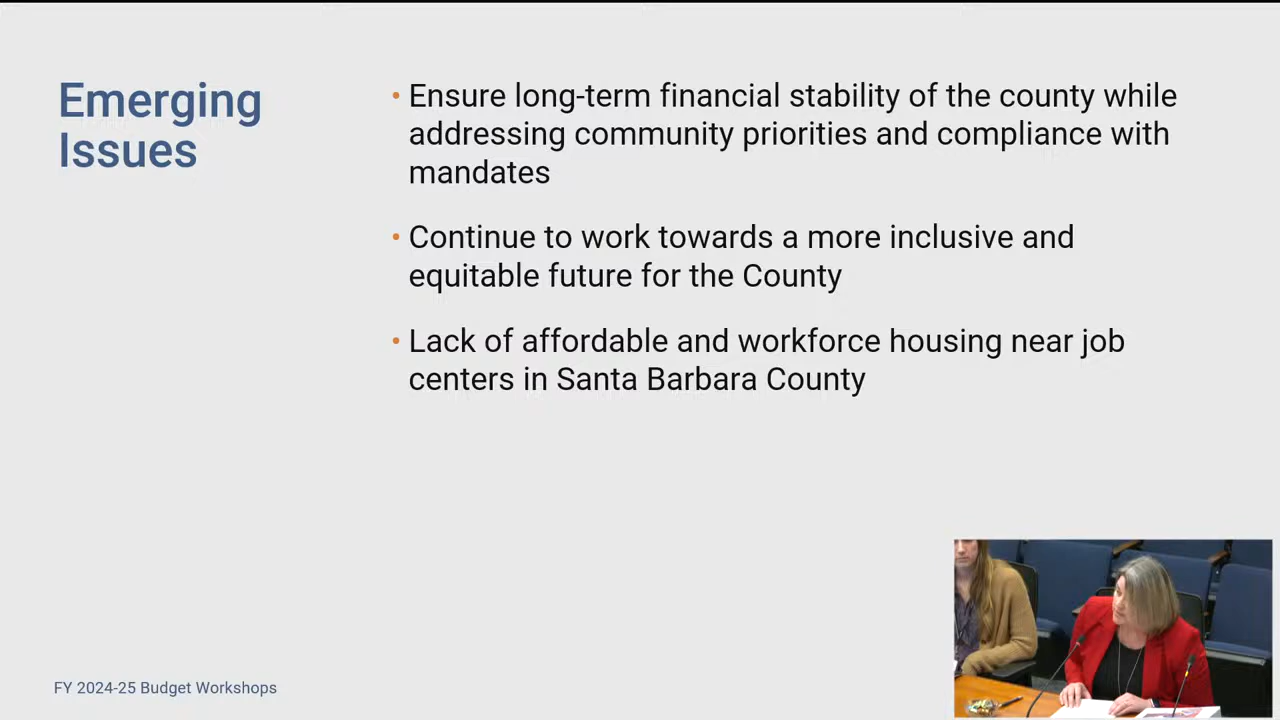 Emerging
Issues
• Ensure long-term financial stability of the county while
addressing community priorities and compliance with
mandates
• Continue to work towards a more inclusive and
equitable future for the County
• Lack of affordable and workforce housing near job
centers in Santa Barbara County
FY 2024-25 Budget Workshops